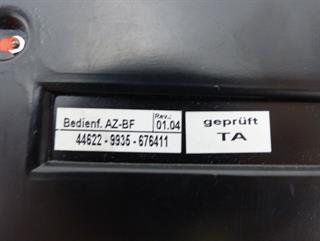 Bedienf. AZ-BF
Rev.:
01.04
44622 - 9935 - 676411
geprüft
TA